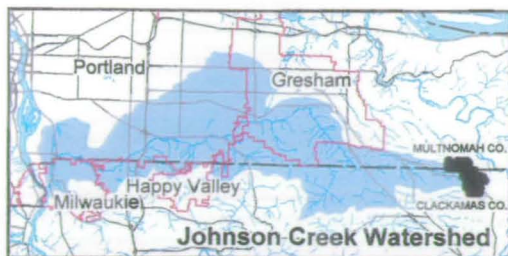 Portland
Gresham
MULTNOMAH CO.
Happy Valley
Milwaukie
CLACKAMAS CO.
Johnson Creek Watershed